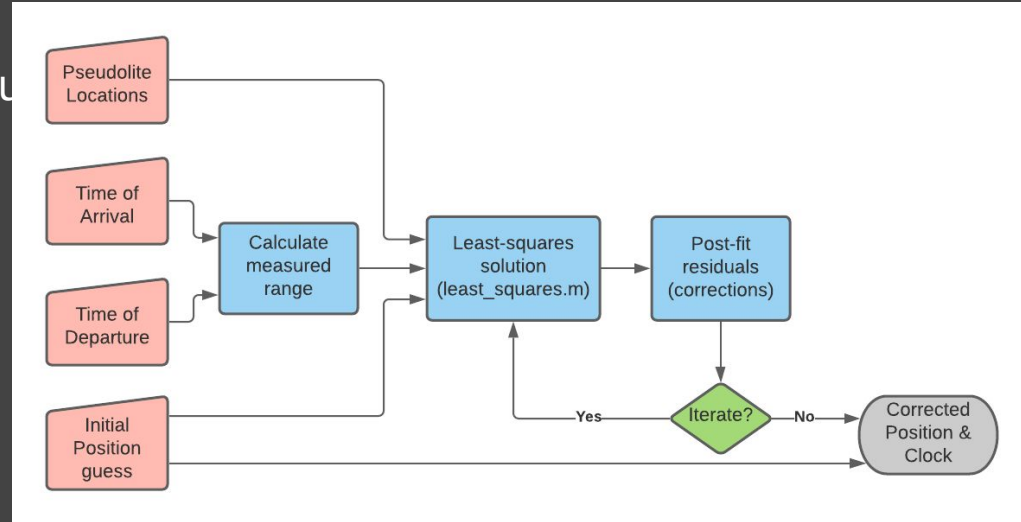 Pseudolite
Locations
Time of
Arrival
Time of
Departure
Initial
Position
guess
Calculate
measured
range
Least-squares
solution
(least_squares.m)
Post-fit
residuals
(corrections)
Iterate?
Yes
No
Corrected
Position &
Clock